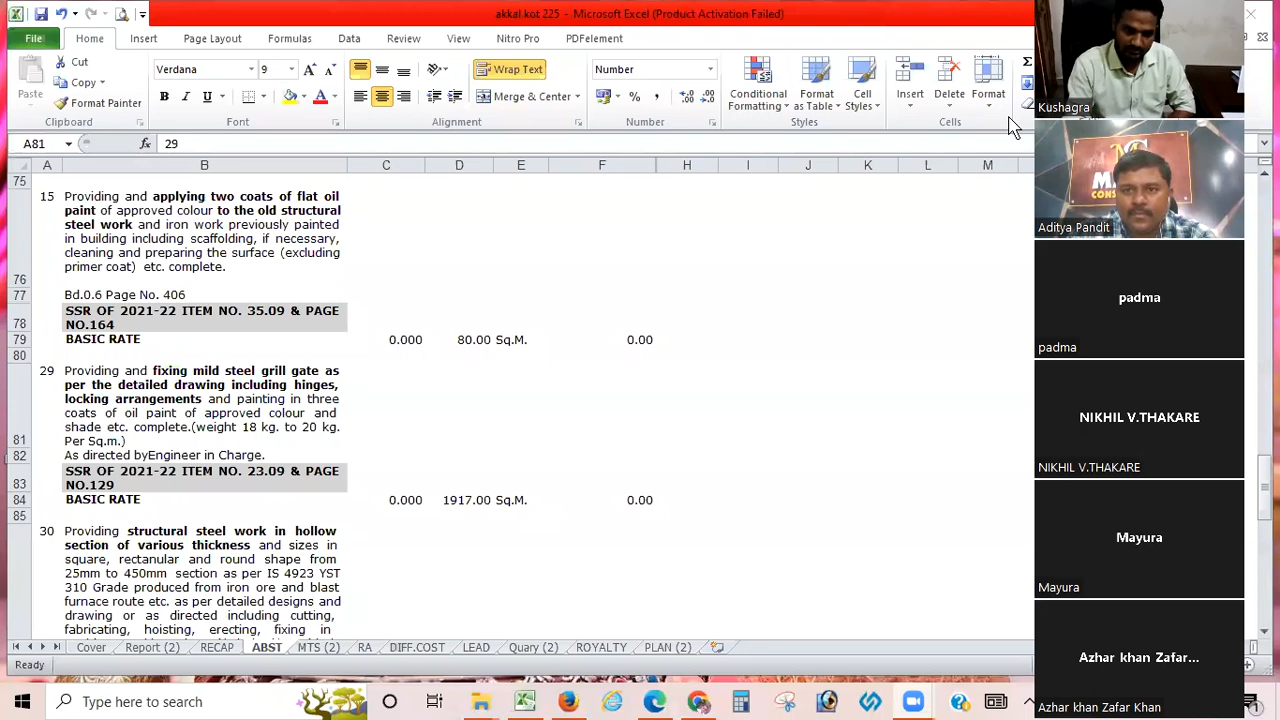 akkal kot 225 - Microsoft Excel (Product Activation Failed)
File Home Insert Page Layout Formulas Data Review View Nitro Pro PDFelement
Paste Cut Copy Format Painter Clipboard
Verdana 9 B I U A Font
Wrap Text Merge & Center Alignment
Number % , Number
Conditional Formatting Format as Table Cell Styles Styles
Insert Delete Format Cells Σ
A81 fx 29
A B C D E F H I J K L M
75
15 Providing and applying two coats of flat oil
paint of approved colour to the old structural
steel work and iron work previously painted
in building including scaffolding, if necessary,
cleaning and preparing the surface (excluding
primer coat) etc. complete.
76
77 Bd.0.6 Page No. 406
SSR OF 2021-22 ITEM NO. 35.09 & PAGE
78 NO.164
79 BASIC RATE 0.000 80.00 Sq.M. 0.00
80
29 Providing and fixing mild steel grill gate as
per the detailed drawing including hinges,
locking arrangements and painting in three
coats of oil paint of approved colour and
shade etc. complete.(weight 18 kg. to 20 kg.
81 Per Sq.m.)
82 As directed byEngineer in Charge.
SSR OF 2021-22 ITEM NO. 23.09 & PAGE
83 NO.129
84 BASIC RATE 0.000 1917.00 Sq.M. 0.00
85
30 Providing structural steel work in hollow
section of various thickness and sizes in
square, rectanular and round shape from
25mm to 450mm section as per IS 4923 YST
310 Grade produced from iron ore and blast
furnace route etc. as per detailed designs and
drawing or as directed including cutting,
fabricating, hoisting, erecting, fixing in
Cover Report (2) RECAP ABST MTS (2) RA DIFF.COST LEAD Quary (2) ROYALTY PLAN (2)
Ready
Type here to search
Kushagra
Aditya Pandit
padma
padma
NIKHIL V.THAKARE
NIKHIL V.THAKARE
Mayura
Mayura
Azhar khan Zafar...
Azhar khan Zafar Khan